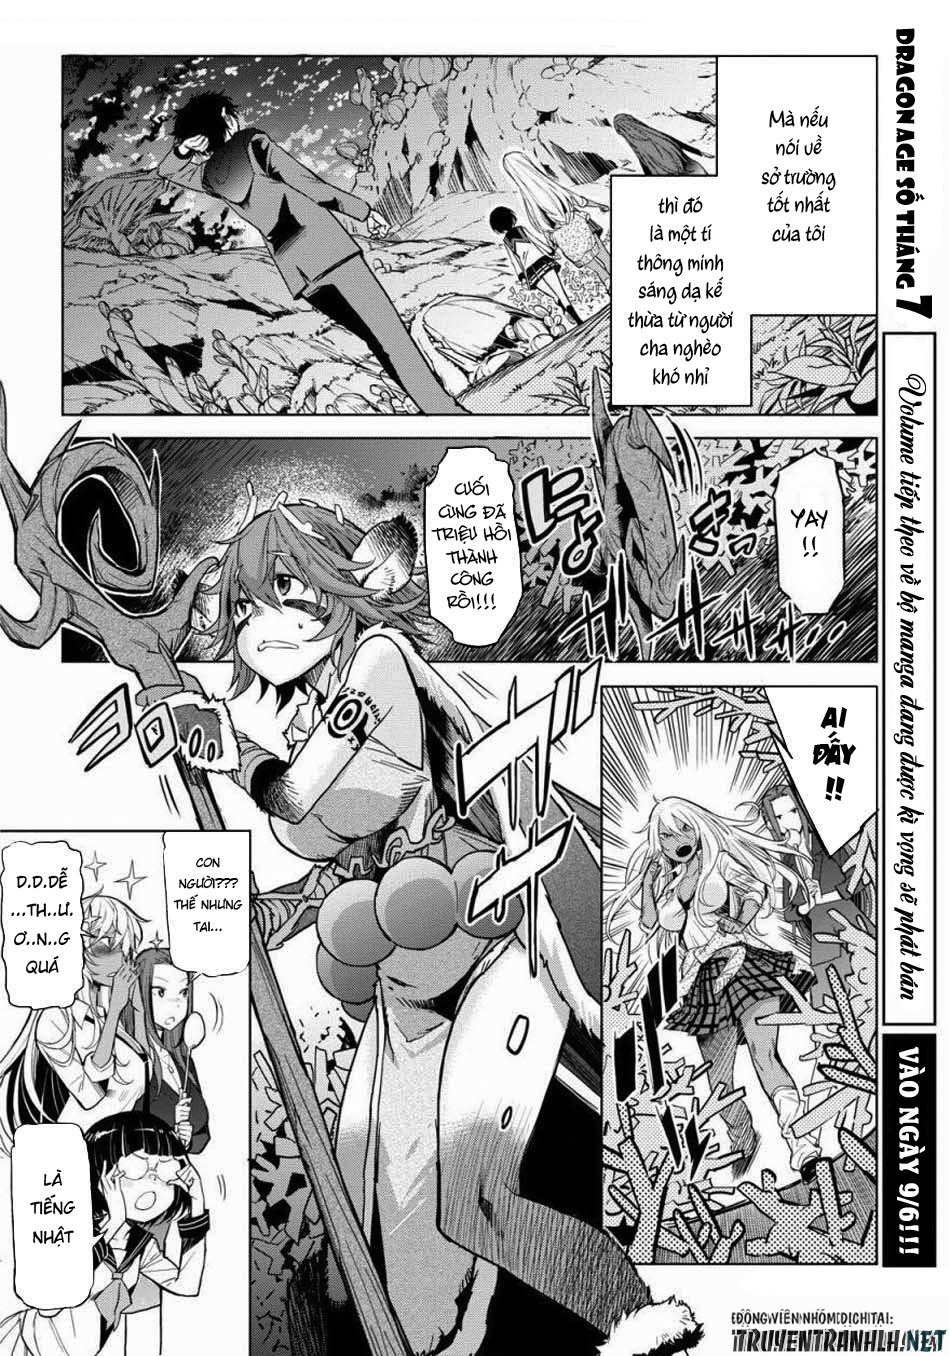 Mà nếu
nói về
sở trường
tốt nhất
của tôi
thì đó
là một tí
thông minh
sáng dạ kế
thừa từ người
cha nghèo
khó nhỉ
DRAGON AGE SỐ THÁNG 7
Volume tiếp theo về bộ manga đang được kì vọng sẽ phát bán
VÀO NGÀY 9/6!!!
YAY
!!
CUỐI
CÙNG ĐÃ
TRIỆU HỒI
THÀNH
CÔNG
RỒI!!!
AI
ĐẤY
!!
CON
NGƯỜI???
THẾ NHƯNG
TẠI...
D.D.DỄ
...TH..Ư..
Ơ..N..G
QUÁ
LÀ
TIẾNG
NHẬT
ĐỘNG VIÊN NHÓM DỊCH TẠI:
TRUYENTRANHLH.NET